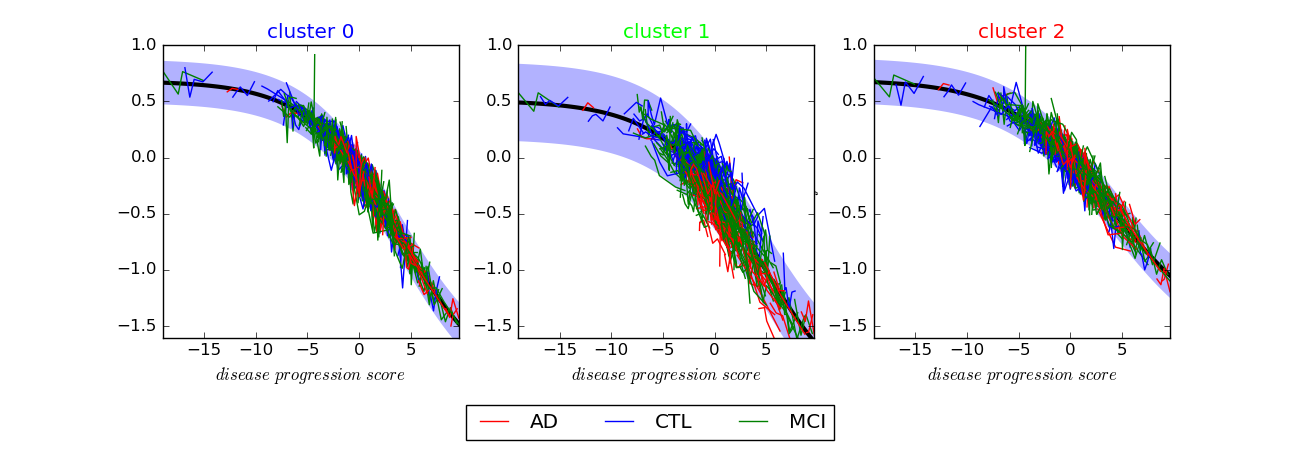 cluster 0 cluster 1 cluster 2
1.0 1.0 1.0
0.5 0.5 0.5
0.0 0.0 0.0
−0.5 −0.5 −0.5
−1.0 −1.0 −1.0
−1.5 −1.5 −1.5
−15 −10 −5 0 5 −15 −10 −5 0 5 −15 −10 −5 0 5
disease progression score disease progression score disease progression score
AD CTL MCI